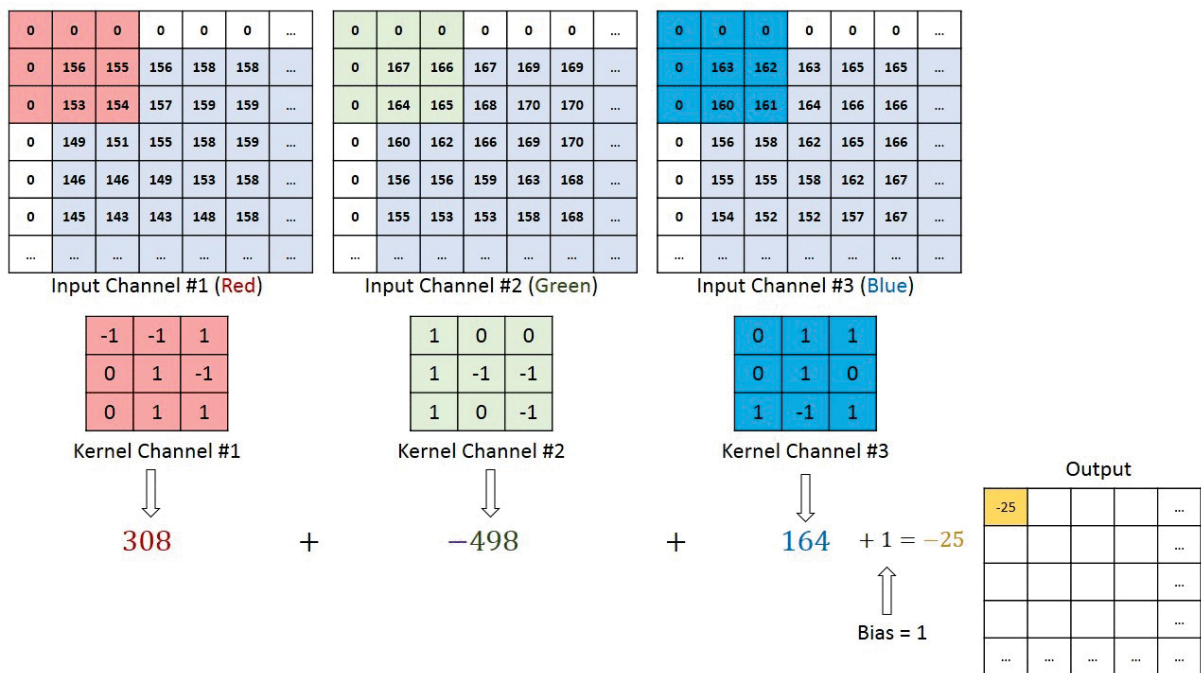 0 0 0 0 0 0 ...
0 156 155 156 158 158 ...
0 153 154 157 159 159 ...
0 149 151 155 158 159 ...
0 146 146 149 153 158 ...
0 145 143 143 148 158 ...
... ... ... ... ... ... ...
Input Channel #1 (Red)
0 0 0 0 0 0 ...
0 167 166 167 169 169 ...
0 164 165 168 170 170 ...
0 160 162 166 169 170 ...
0 156 156 159 163 168 ...
0 155 153 153 158 168 ...
... ... ... ... ... ... ...
Input Channel #2 (Green)
0 0 0 0 0 0 ...
0 163 162 163 165 165 ...
0 160 161 164 166 166 ...
0 156 158 162 165 166 ...
0 155 155 158 162 167 ...
0 154 152 152 157 167 ...
... ... ... ... ... ... ...
Input Channel #3 (Blue)
-1 -1 1
0 1 -1
0 1 1
Kernel Channel #1
1 0 0
1 -1 -1
1 0 -1
Kernel Channel #2
0 1 1
0 1 0
1 -1 1
Kernel Channel #3
308 + −498 + 164 + 1 = −25
Bias = 1
Output
-25 ...
...
...
...
... ... ... ... ...